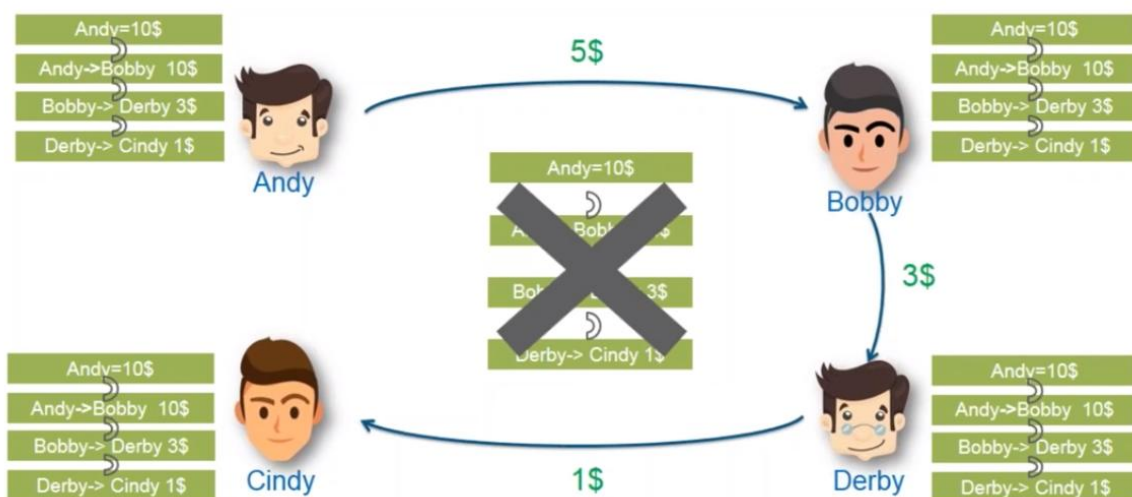 Andy=10$
Andy->Bobby 10$
Bobby-> Derby 3$
Derby-> Cindy 1$
Andy
5$
Andy=10$
Andy->Bobby 10$
Bobby-> Derby 3$
Derby-> Cindy 1$
Bobby
Andy=10$
3$
Derby-> Cindy 1$
3$
Andy=10$
Andy->Bobby 10$
Bobby-> Derby 3$
Derby-> Cindy 1$
Cindy
1$
Derby
Andy=10$
Andy->Bobby 10$
Bobby-> Derby 3$
Derby-> Cindy 1$